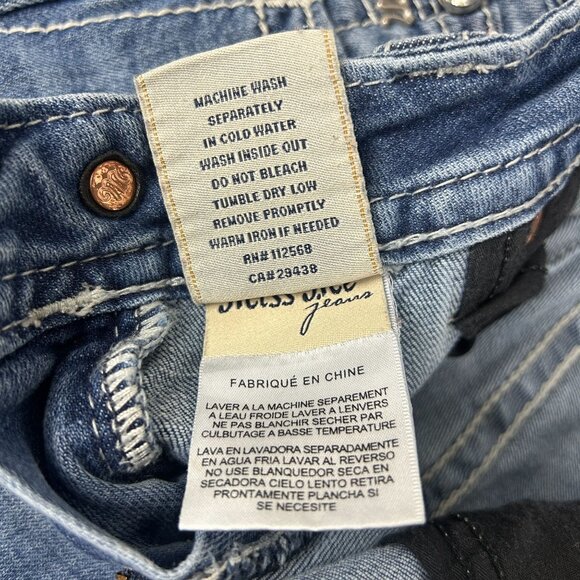 MACHINE WASH
SEPARATELY
IN COLD WATER
WASH INSIDE OUT
DO NOT BLEACH
TUMBLE DRY LOW
REMOVE PROMPTLY
WARM IRON IF NEEDED
RN# 112568
CA# 29438
jeans
FABRIQUÉ EN CHINE
LAVER A LA MACHINE SEPAREMENT
A LEAU FROIDE LAVER A LENVERS
NE PAS BLANCHIR SECHER PAR
CULBUTAGE A BASSE TEMPERATURE
LAVA EN LAVADORA SEPARADAMENTE
EN AGUA FRIA LAVAR AL REVERSO
NO USE BLANQUEDOR SECA EN
SECADORA CIELO LENTO RETIRA
PRONTAMENTE PLANCHA SI
SE NECESITA